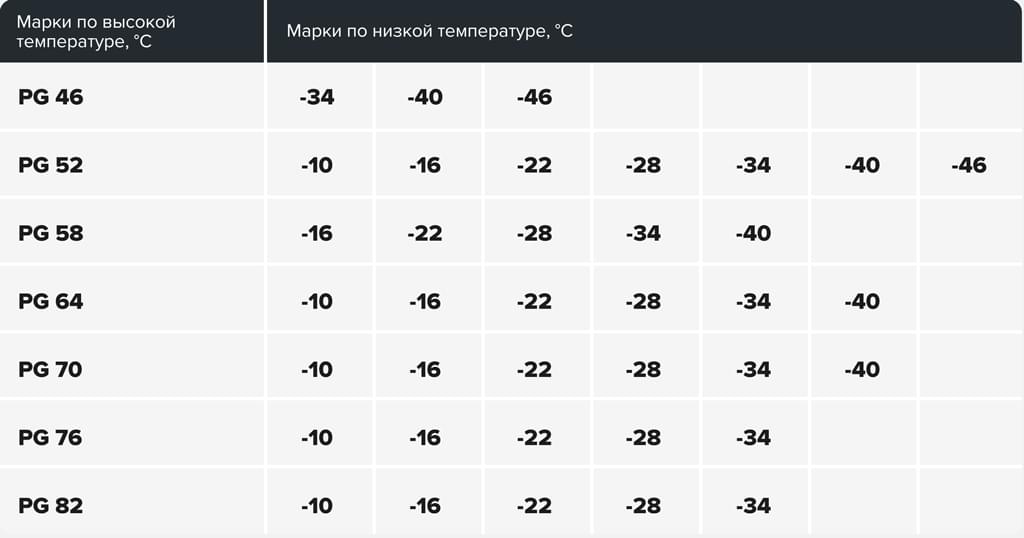 Марки по высокой
температуре, °C
Марки по низкой температуре, °C
PG 46 -34 -40 -46
PG 52 -10 -16 -22 -28 -34 -40 -46
PG 58 -16 -22 -28 -34 -40
PG 64 -10 -16 -22 -28 -34 -40
PG 70 -10 -16 -22 -28 -34 -40
PG 76 -10 -16 -22 -28 -34
PG 82 -10 -16 -22 -28 -34